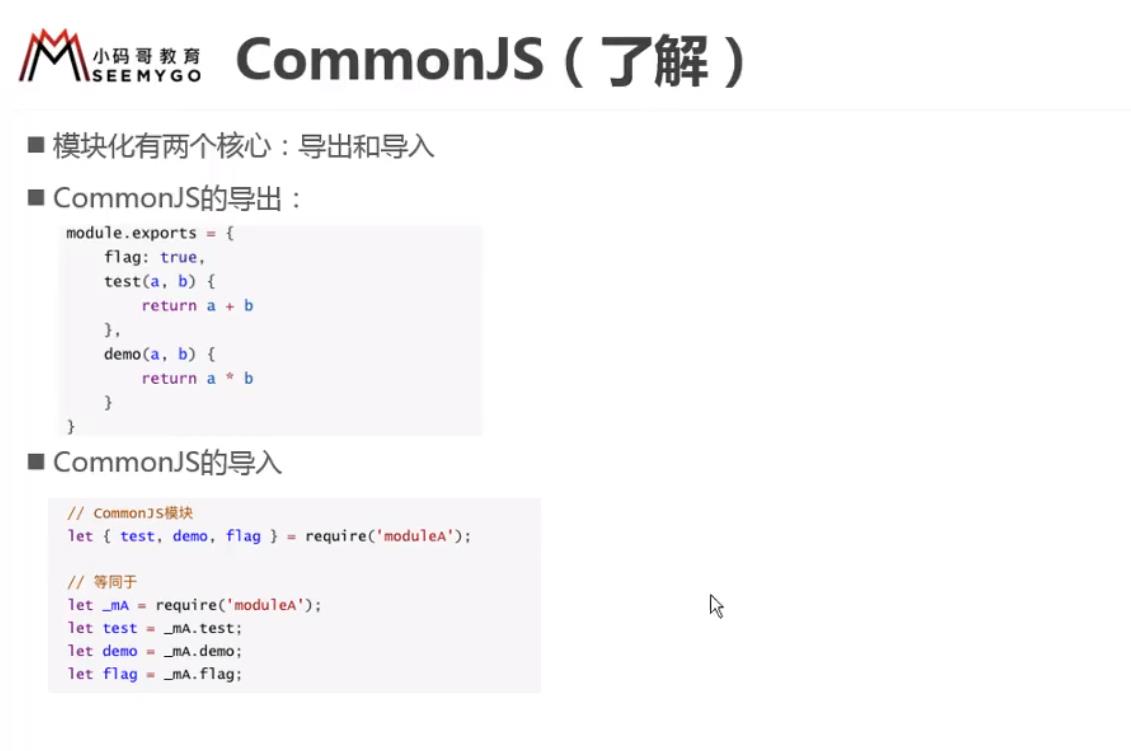 小码哥教育
SEEMYGO
CommonJS（了解）
模块化有两个核心：导出和导入
CommonJS的导出：
module.exports = {
    flag: true,
    test(a, b) {
        return a + b
    },
    demo(a, b) {
        return a * b
    }
}
CommonJS的导入
// CommonJS模块
let { test, demo, flag } = require('moduleA');
// 等同于
let _mA = require('moduleA');
let test = _mA.test;
let demo = _mA.demo;
let flag = _mA.flag;